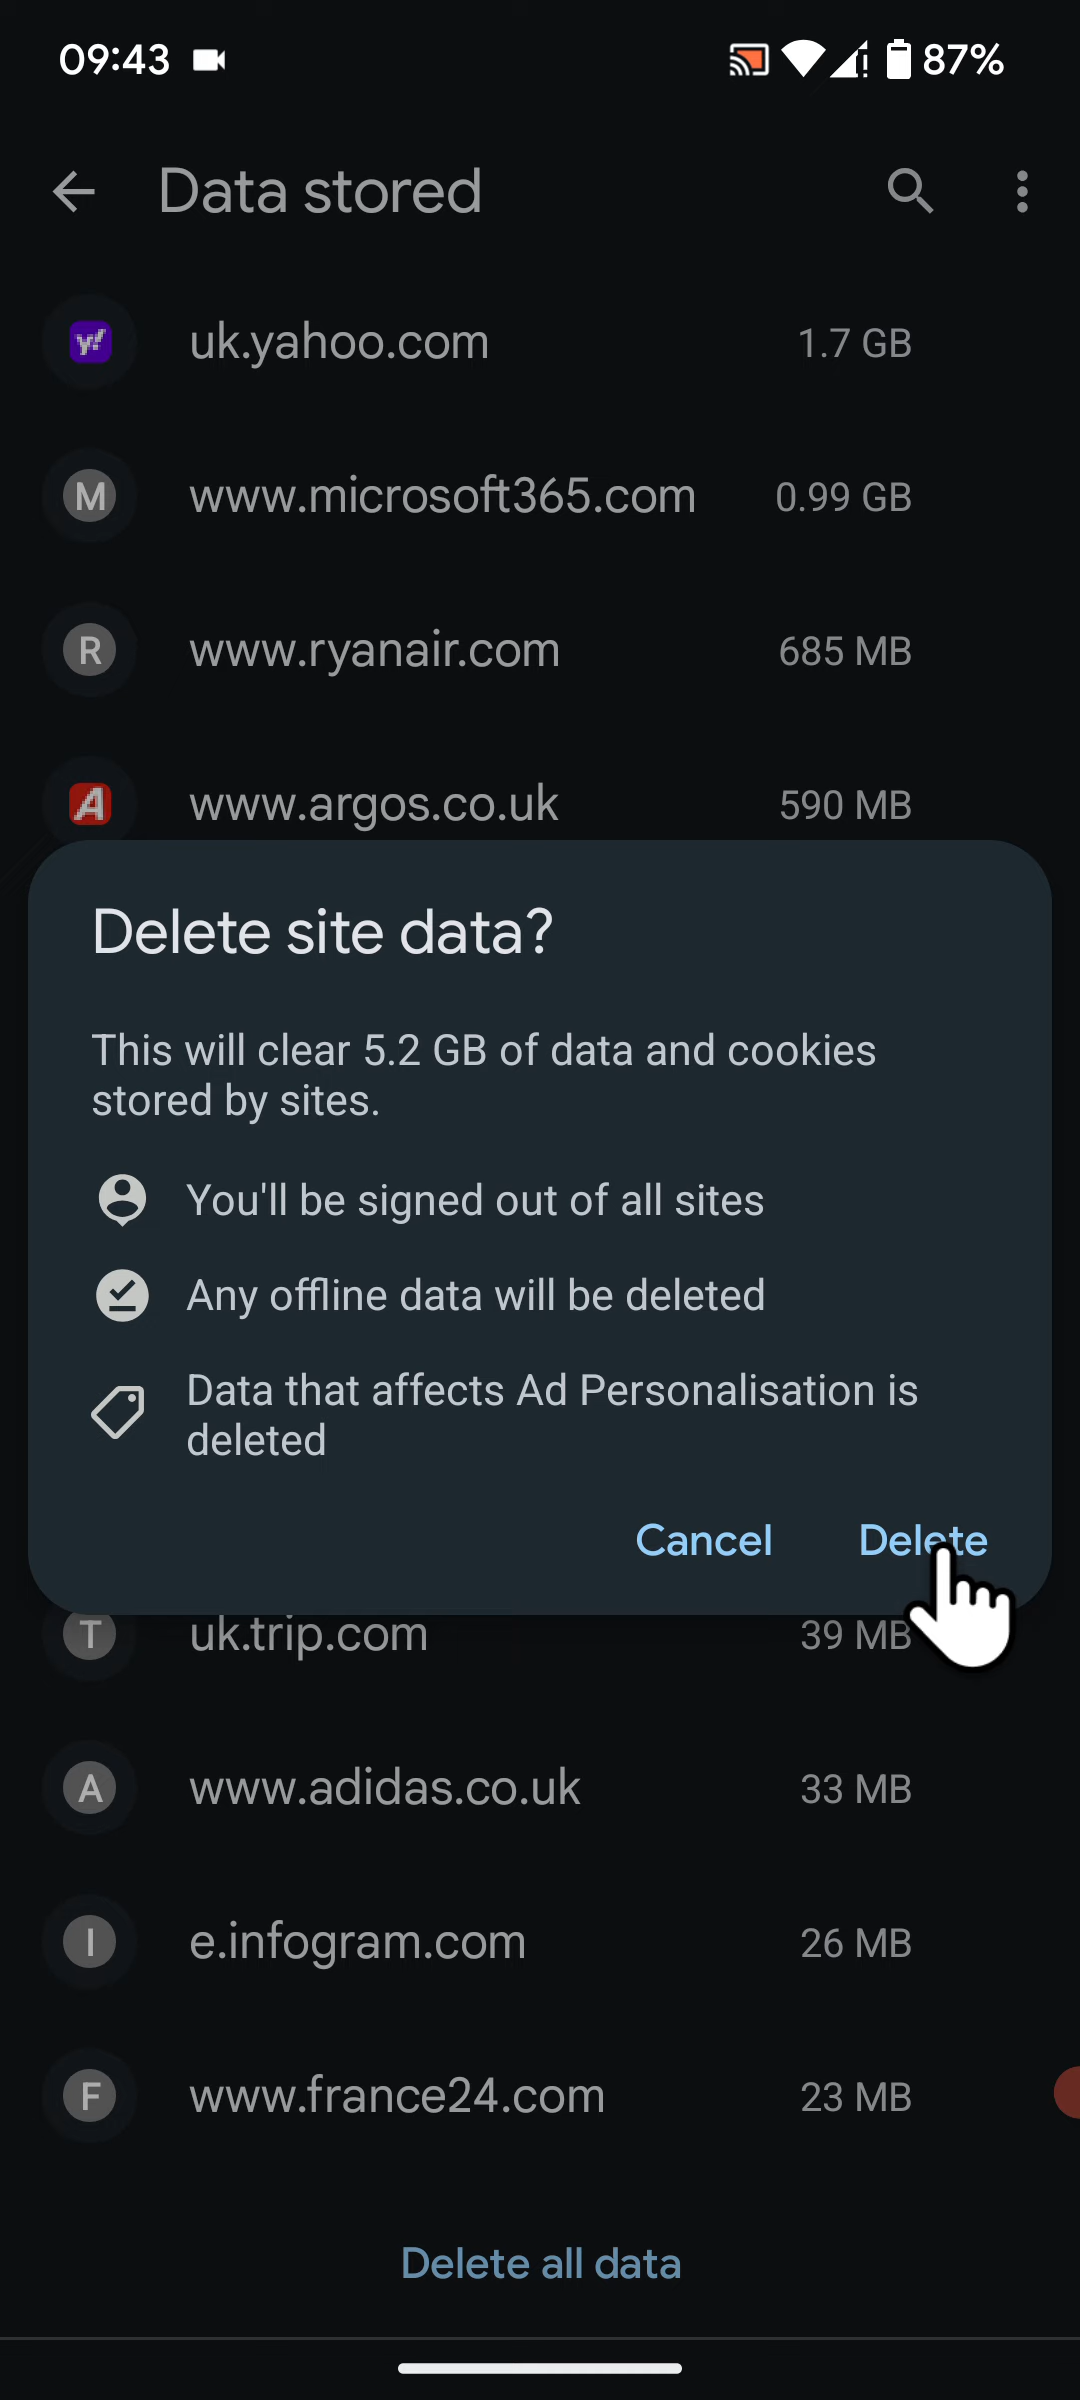 09:43
87%
Data stored
y!
uk.yahoo.com
1.7 GB
M
www.microsoft365.com
0.99 GB
R
www.ryanair.com
685 MB
A
www.argos.co.uk
590 MB
Delete site data?
This will clear 5.2 GB of data and cookies
stored by sites.
You'll be signed out of all sites
Any offline data will be deleted
Data that affects Ad Personalisation is
deleted
Cancel
Delete
T
uk.trip.com
39 MB
A
www.adidas.co.uk
33 MB
I
e.infogram.com
26 MB
F
www.france24.com
23 MB
Delete all data